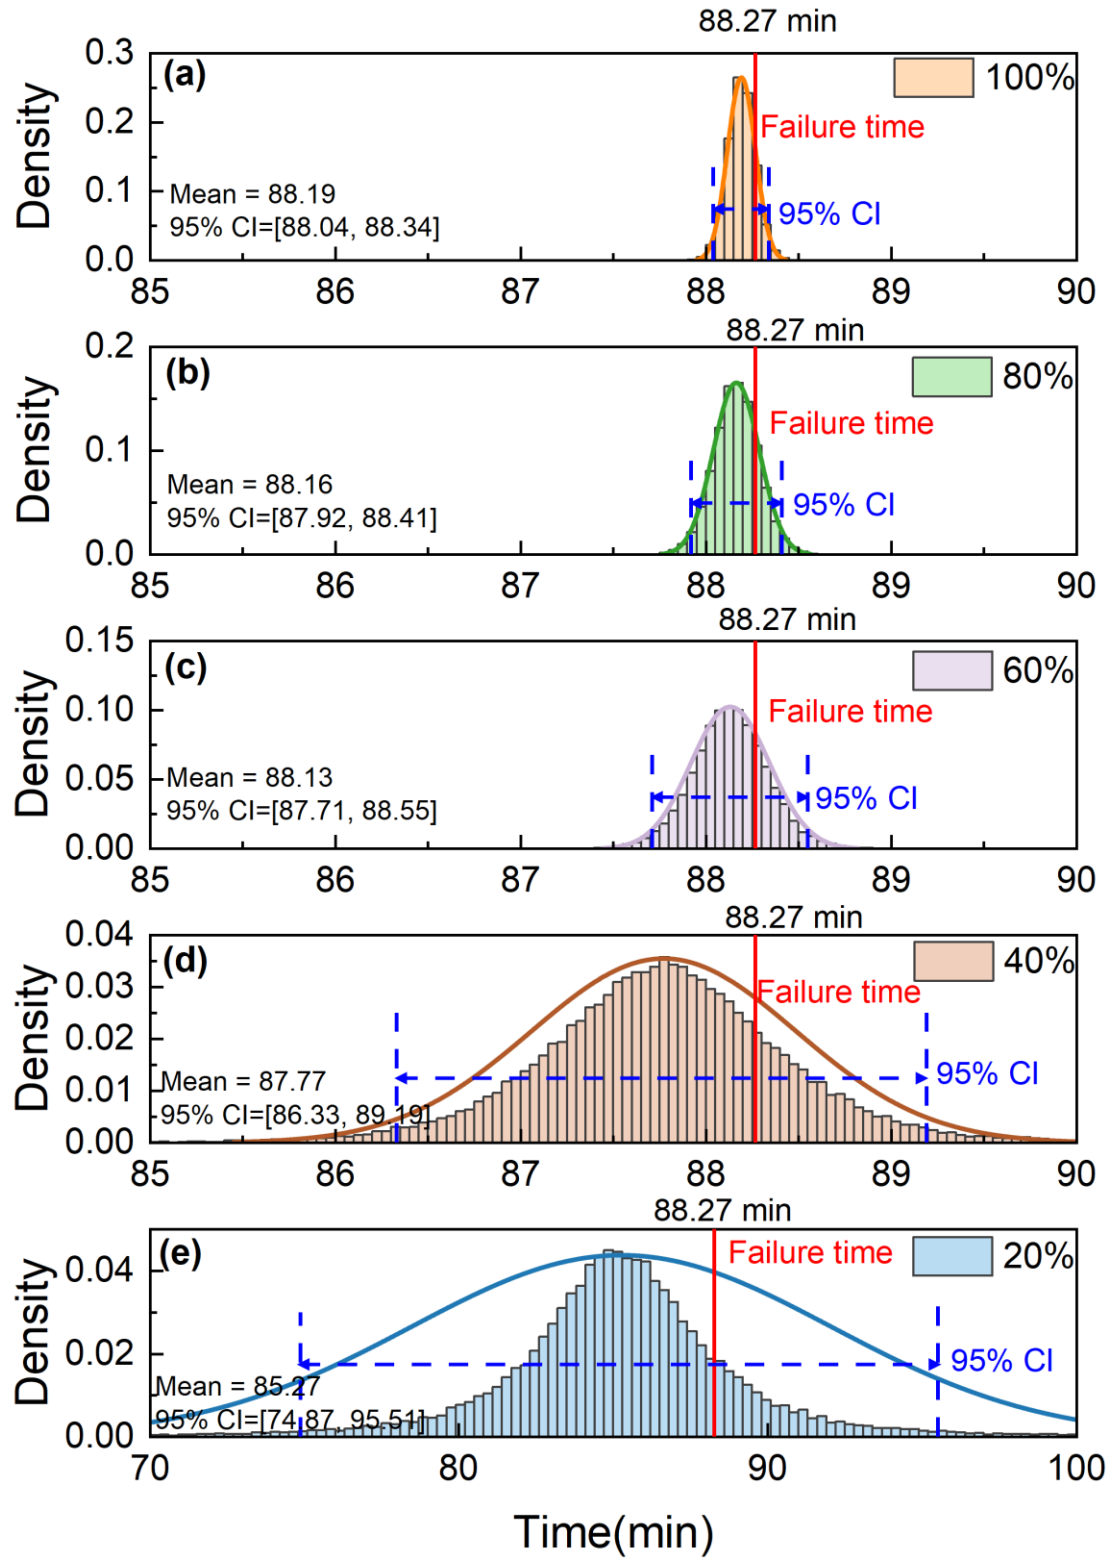 88.27 min
(a)
100%
Failure time
95% CI
Mean = 88.19
95% CI=[88.04, 88.34]
Density
0.3
0.2
0.1
0.0
85 86 87 88 89 90
88.27 min
(b)
80%
Failure time
95% CI
Mean = 88.16
95% CI=[87.92, 88.41]
Density
0.2
0.1
0.0
85 86 87 88 89 90
88.27 min
(c)
60%
Failure time
95% CI
Mean = 88.13
95% CI=[87.71, 88.55]
Density
0.15
0.10
0.05
0.00
85 86 87 88 89 90
88.27 min
(d)
40%
Failure time
95% CI
Mean = 87.77
95% CI=[86.33, 89.19]
Density
0.04
0.03
0.02
0.01
0.00
85 86 87 88 89 90
88.27 min
(e)
20%
Failure time
95% CI
Mean = 85.27
95% CI=[74.87, 95.51]
Density
0.04
0.02
0.00
70 80 90 100
Time(min)